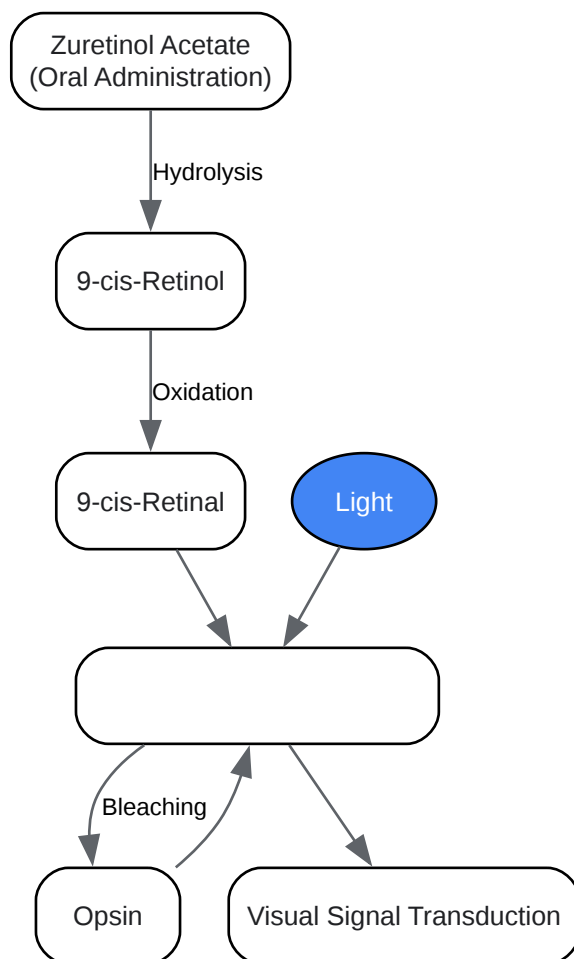 Zuretinol Acetate
(Oral Administration)
Hydrolysis
9-cis-Retinol
Oxidation
9-cis-Retinal
Light
Bleaching
Opsin
Visual Signal Transduction